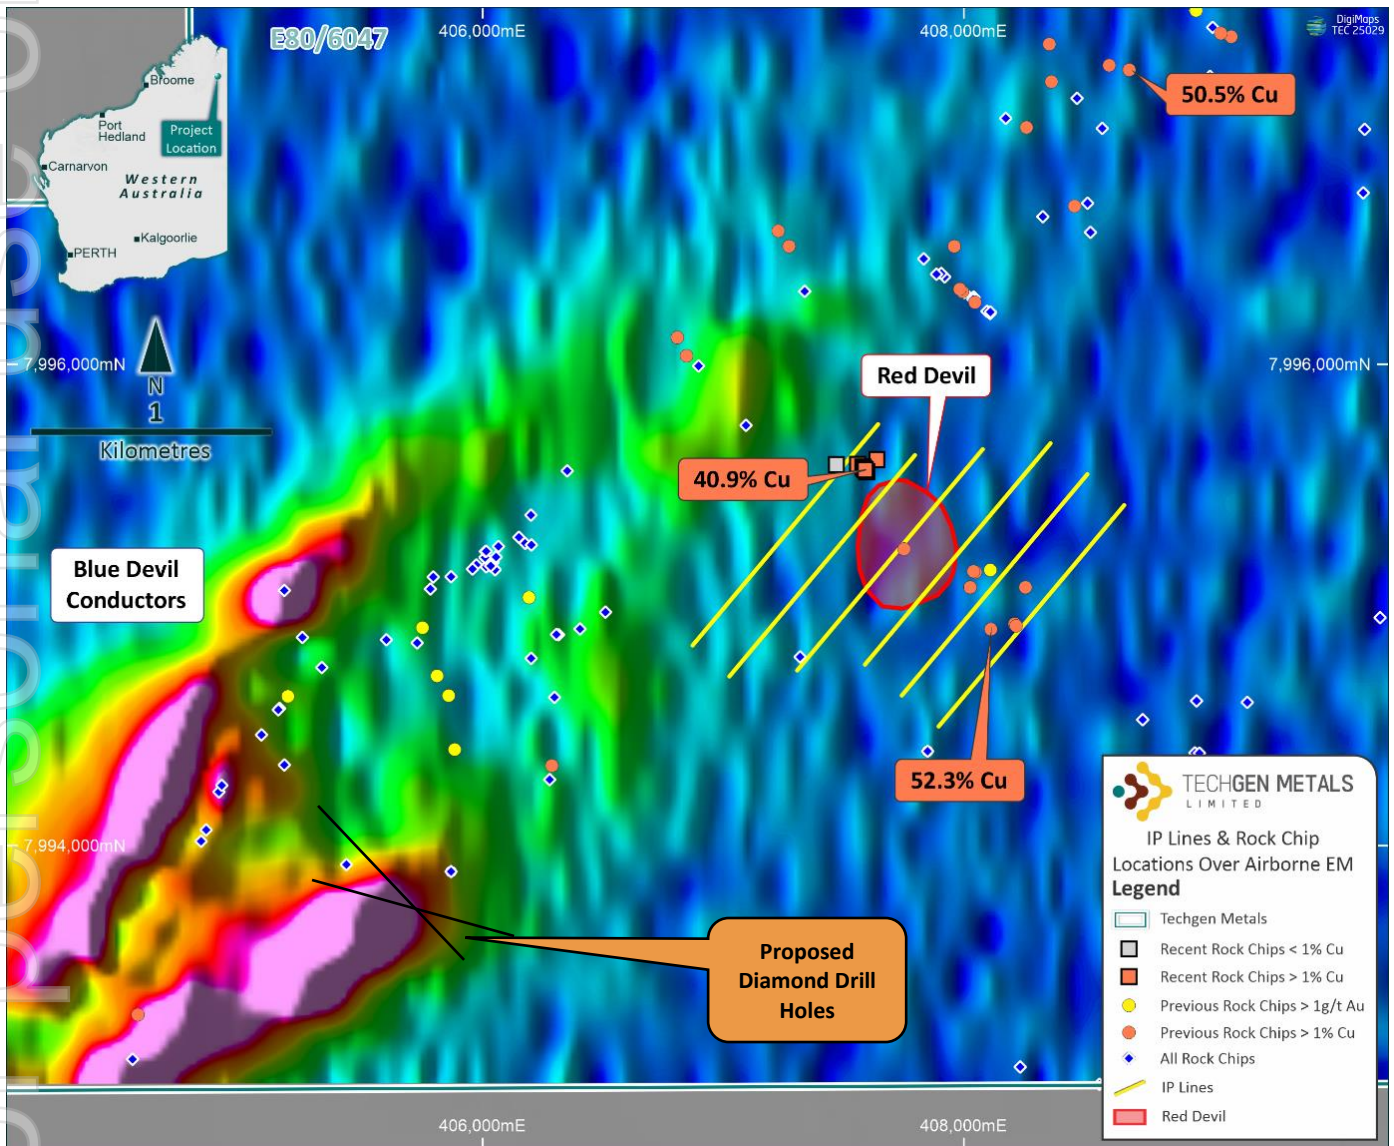 E80/6047
406,000mE
408,000mE
DigiMaps
TEC 25029
Broome
Port
Hedland
Project
Location
Carnarvon
Western
Australia
Kalgoorlie
PERTH
50.5% Cu
7,996,000mN
7,996,000mN
N
1
Kilometres
Red Devil
40.9% Cu
Blue Devil
Conductors
52.3% Cu
7,994,000mN
Proposed
Diamond Drill
Holes
TECHGEN METALS
LIMITED
IP Lines & Rock Chip
Locations Over Airborne EM
Legend
Techgen Metals
Recent Rock Chips < 1% Cu
Recent Rock Chips > 1% Cu
Previous Rock Chips > 1g/t Au
Previous Rock Chips > 1% Cu
All Rock Chips
IP Lines
Red Devil
406,000mE
408,000mE